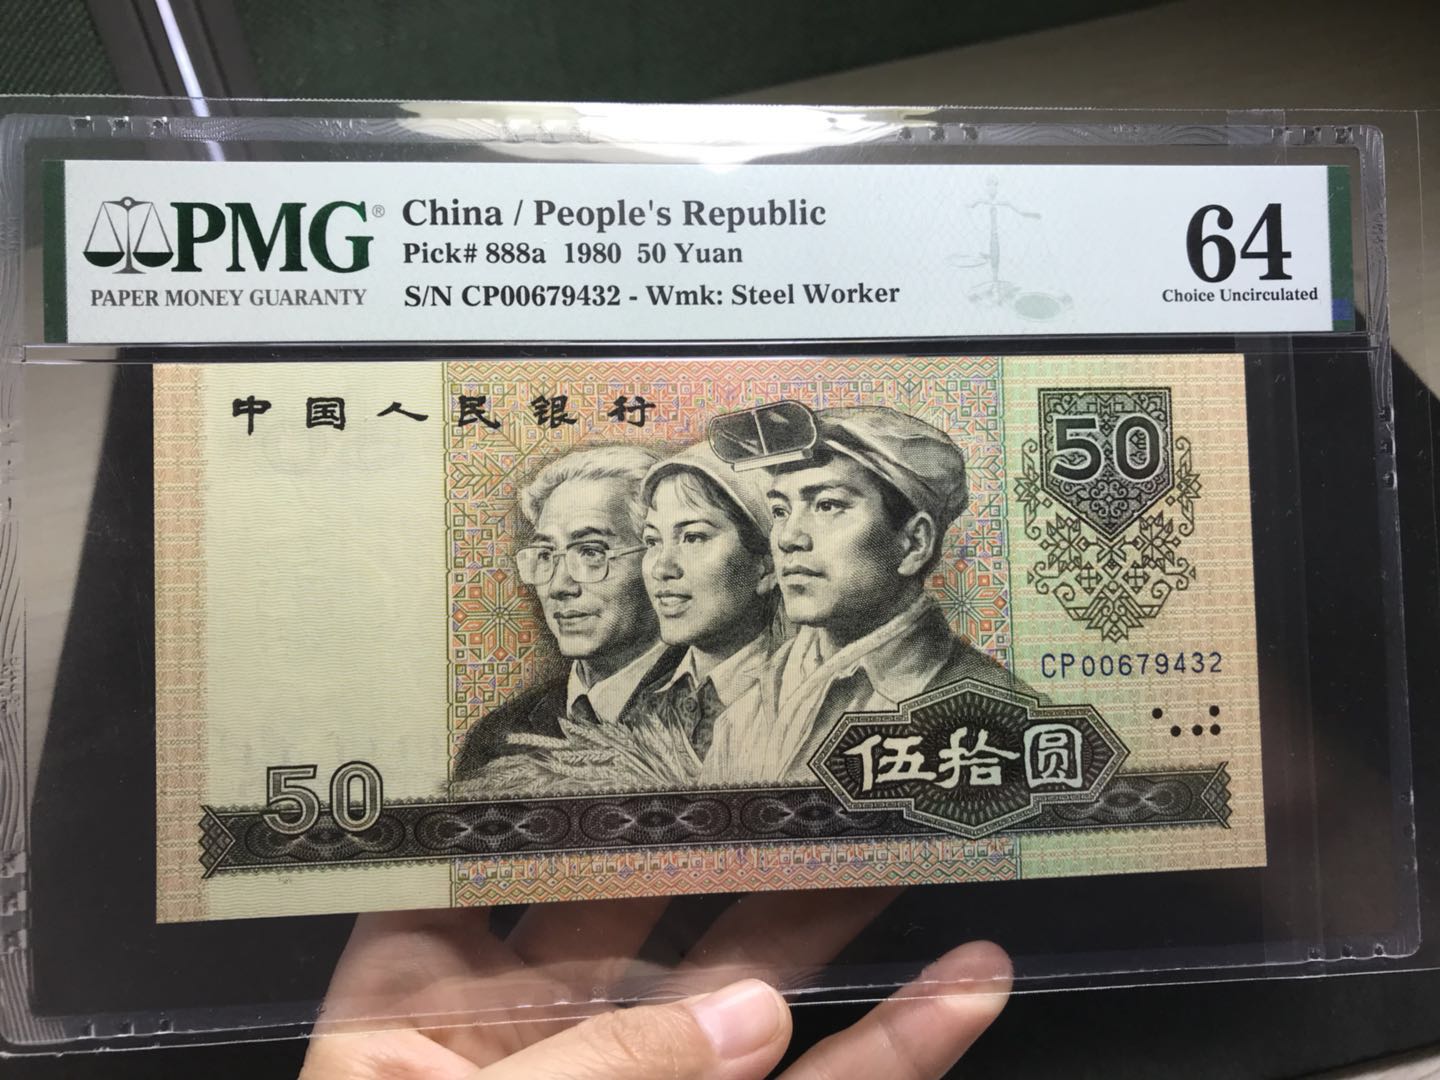 PMG®
PAPER MONEY GUARANTY
China / People's Republic
Pick# 888a 1980 50 Yuan
S/N CP00679432 - Wmk: Steel Worker
64
Choice Uncirculated
中国人民银行
50
CP00679432
伍拾圆
50